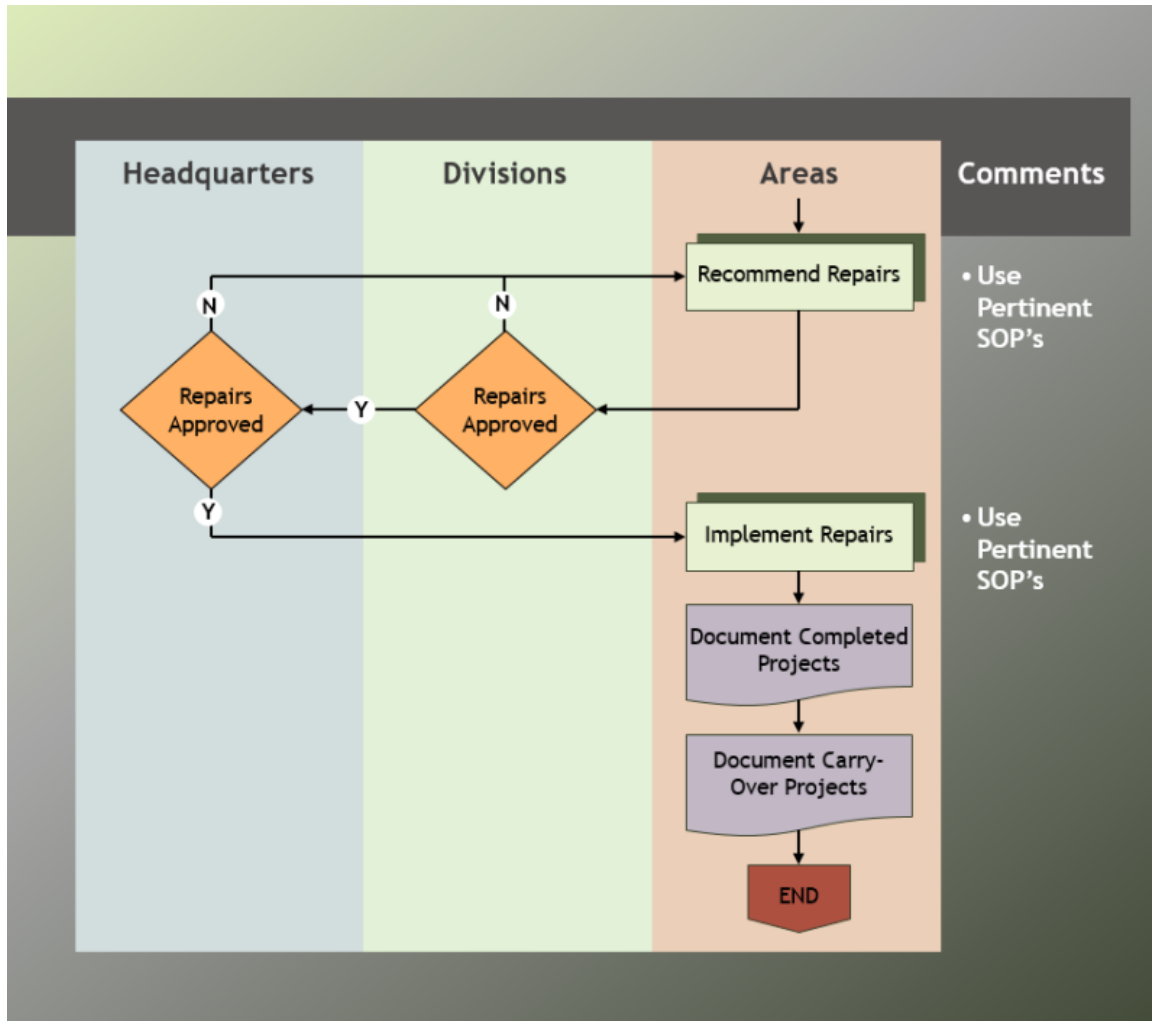 Headquarters
Divisions
Areas
Comments
Recommend Repairs
• Use
Pertinent
SOP's
N
N
Repairs
Approved
Y
Repairs
Approved
Y
Implement Repairs
• Use
Pertinent
SOP's
Document Completed
Projects
Document Carry-
Over Projects
END